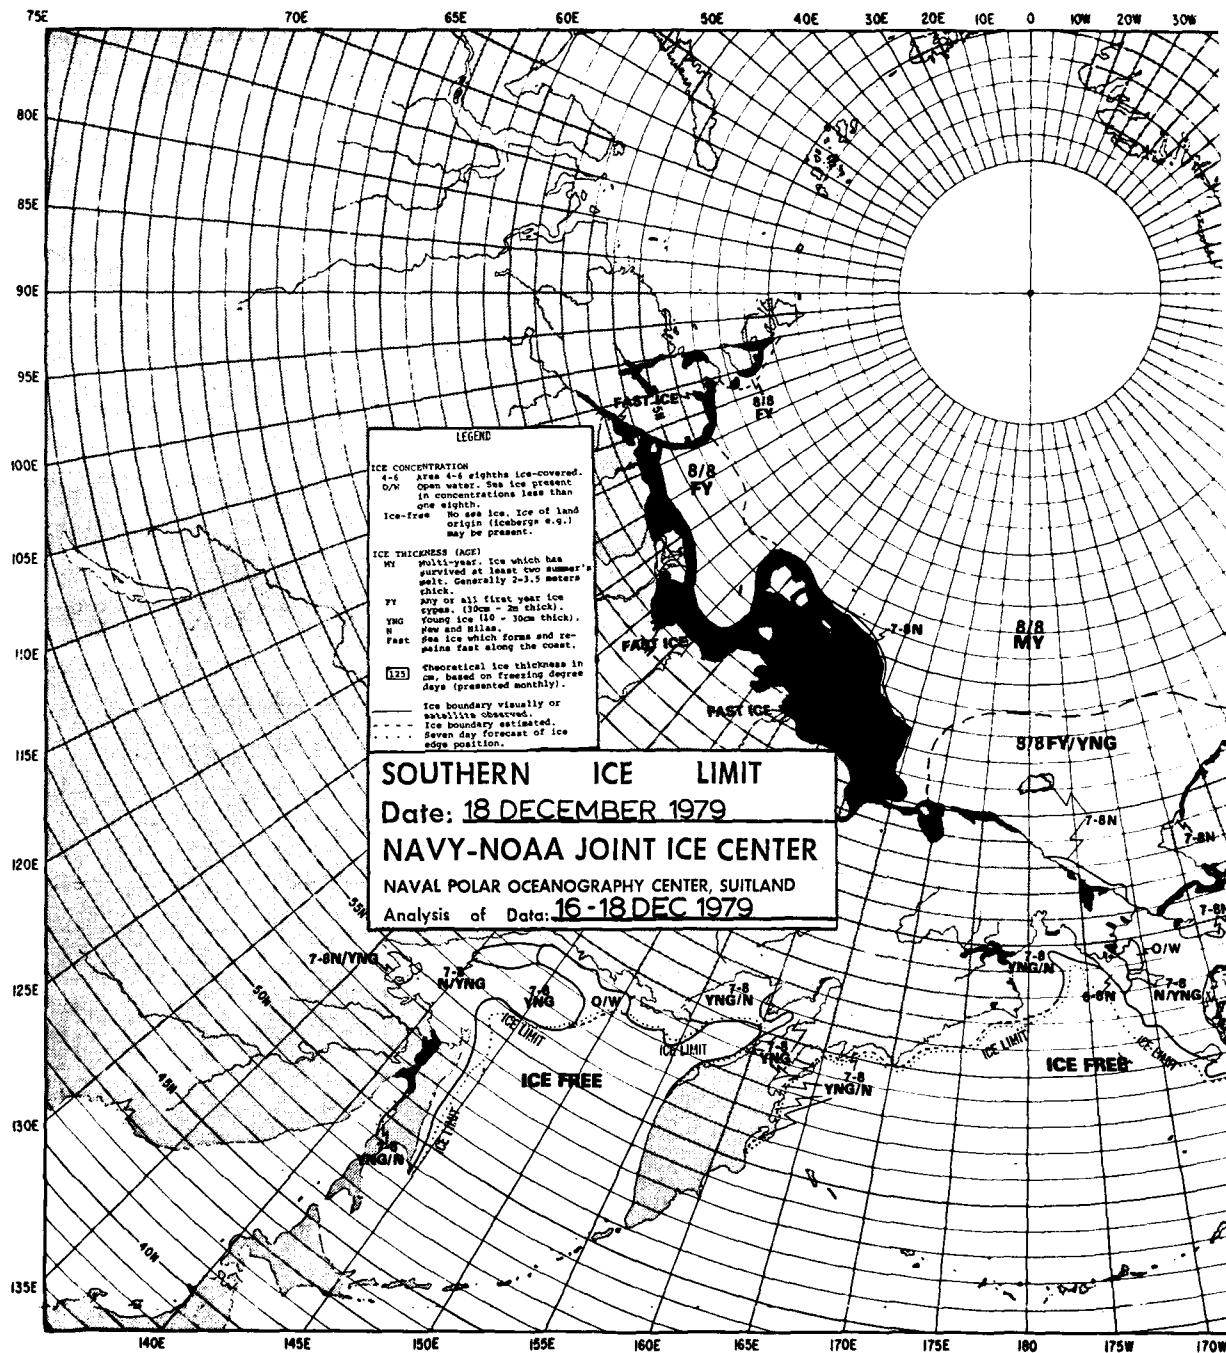 75E 70E 65E 60E 50E 40E 30E 20E 10E 0 10W 20W 30W
80E
85E
90E
95E
FAST ICE
75N
8/8
FY
100E
LEGEND
ICE CONCENTRATION
4-6 Area 4-6 eighths ice-covered.
O/W Open water. Sea ice present
in concentrations less than
one eighth.
Ice-free No sea ice. Ice of land
origin (icebergs e.g.)
may be present.
ICE THICKNESS (AGE)
MY Multi-year. Ice which has
survived at least two summer's
melt. Generally 2-3.5 meters
thick.
FY Any or all first year ice
types. (30cm - 2m thick).
YNG Young ice (10 - 30cm thick).
N New and Nilas.
Fast Sea ice which forms and re-
mains fast along the coast.
125 Theoretical ice thickness in
cm, based on freezing degree
days (presented monthly).
Ice boundary visually or
satellite observed.
Ice boundary estimated.
Seven day forecast of ice
edge position.
8/8
FY
105E
7-8N
8/8
MY
FAST ICE
110E
FAST ICE
8/8 FY/YNG
115E
SOUTHERN ICE LIMIT
Date: 18 DECEMBER 1979
NAVY-NOAA JOINT ICE CENTER
NAVAL POLAR OCEANOGRAPHY CENTER, SUITLAND
Analysis of Data: 16-18 DEC 1979
7-8N
7-8N
120E
55N
7-8N
7-8N/YNG
7-8
N/YNG
7-8
YNG
O/W
7-8
YNG/N
7-8
YNG/N
O/W
6-8N
7-8
N/YNG
125E
50N
ICE LIMIT
ICE LIMIT
ICE LIMIT
ICE LIMIT
7-8
YNG
ICE FREE
ICE FREE
7-8
YNG/N
45N
130E
ICE LIMIT
7-8
YNG/N
40N
135E
140E 145E 150E 155E 160E 165E 170E 175E 180 175W 170W